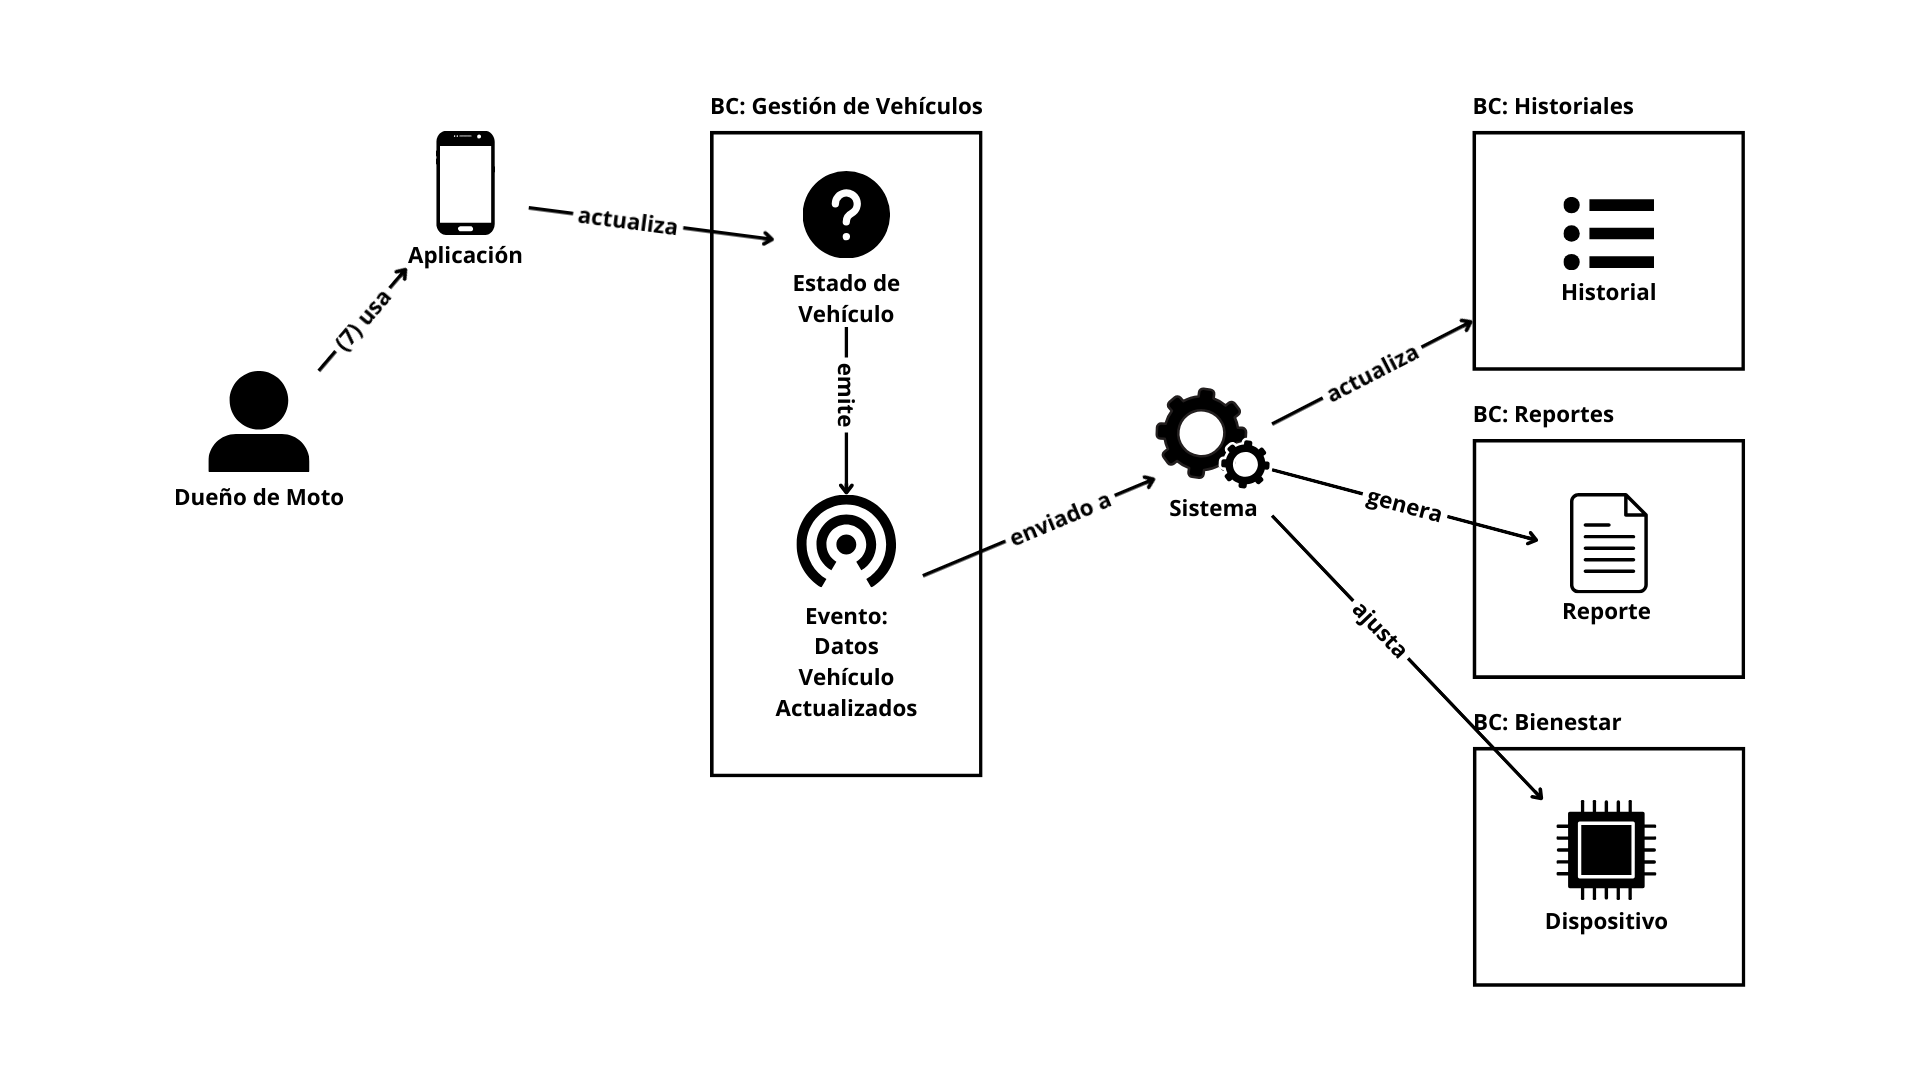 BC: Gestión de Vehículos
BC: Historiales
Aplicación
actualiza
(7) usa
Dueño de Moto
Estado de
Vehículo
emite
Evento:
Datos
Vehículo
Actualizados
enviado a
Sistema
actualiza
genera
ajusta
Historial
BC: Reportes
Reporte
BC: Bienestar
Dispositivo